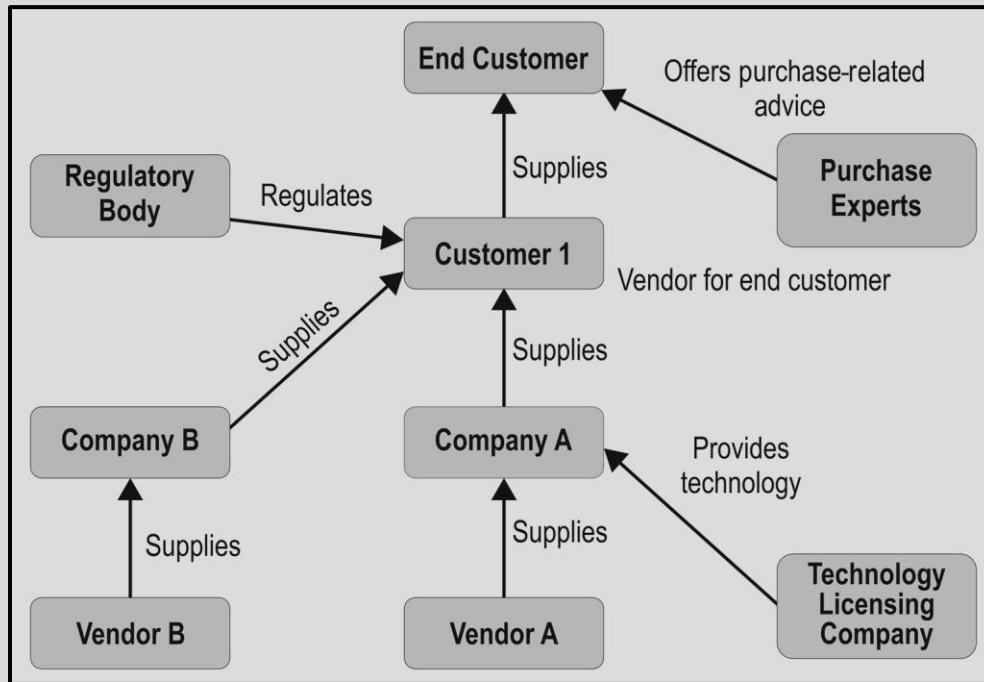 End Customer
Offers purchase-related
advice
Purchase
Experts
Supplies
Regulatory
Body
Regulates
Customer 1
Vendor for end customer
Supplies
Supplies
Company B
Company A
Provides
technology
Supplies
Supplies
Technology
Licensing
Company
Vendor B
Vendor A